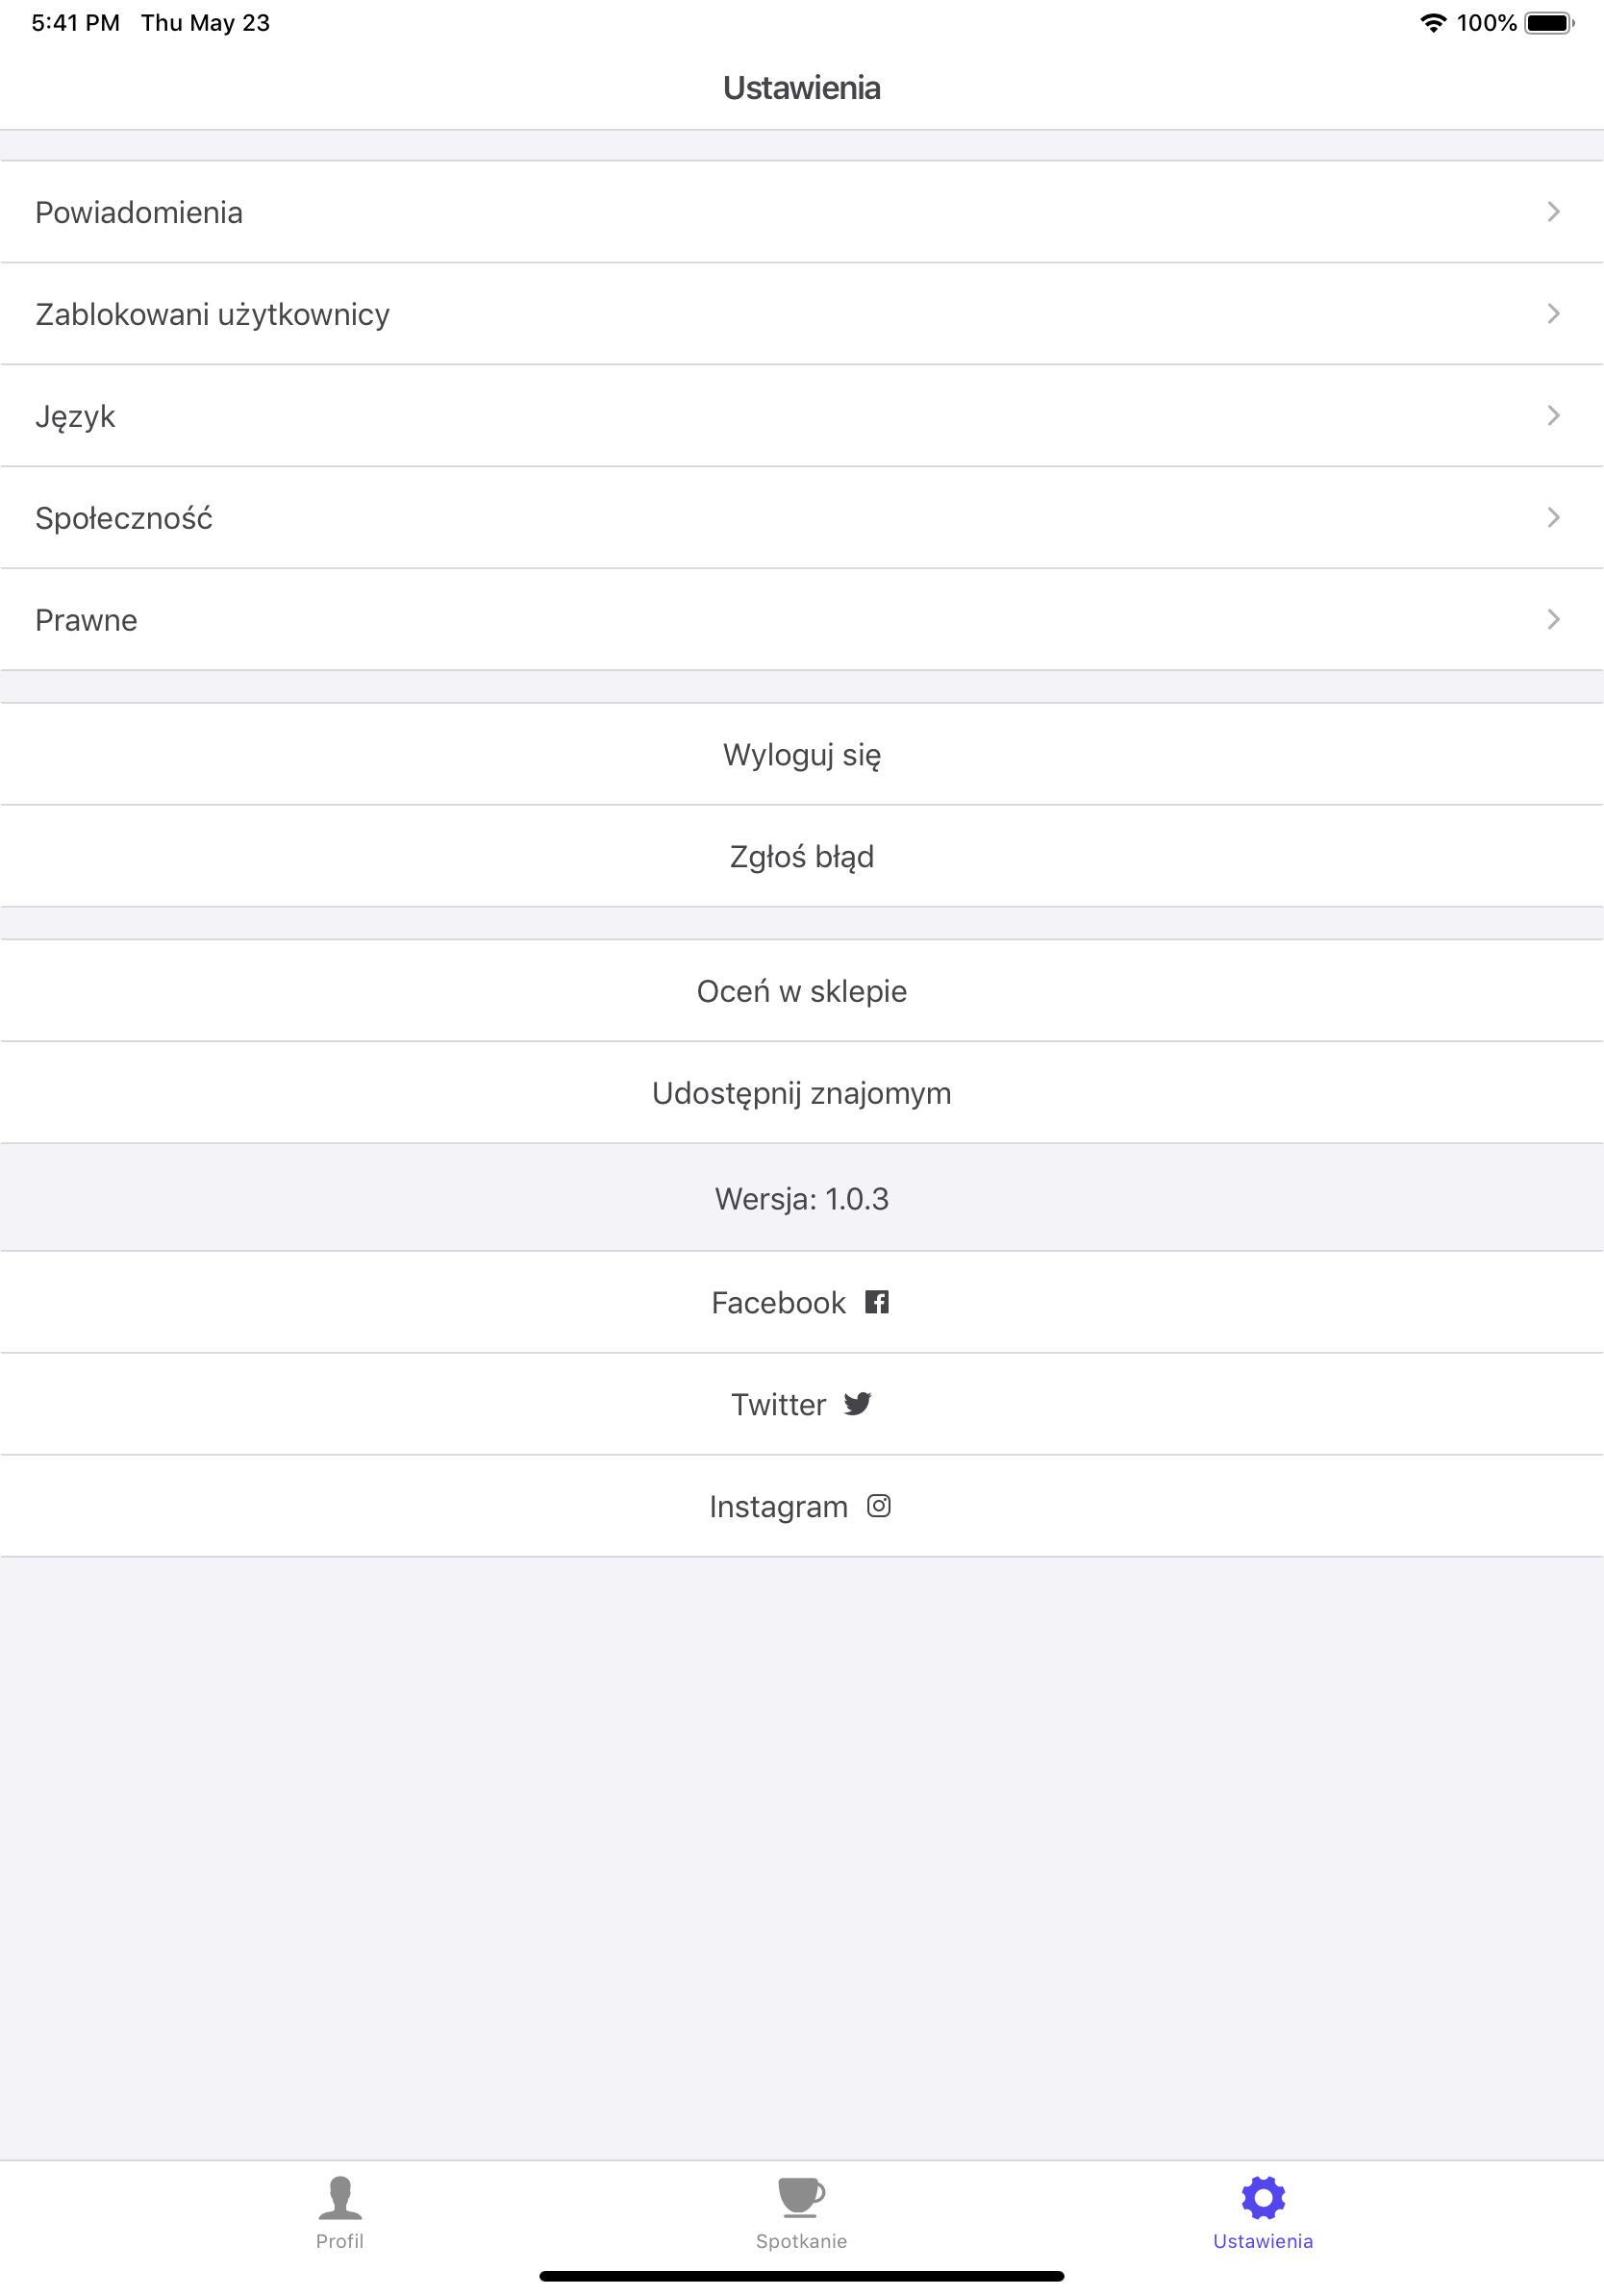 5:41 PM Thu May 23 100%
Ustawienia
Powiadomienia
Zablokowani użytkownicy
Język
Społeczność
Prawne
Wyloguj się
Zgłoś błąd
Oceń w sklepie
Udostępnij znajomym
Wersja: 1.0.3
Facebook
Twitter
Instagram
Profil Spotkanie Ustawienia